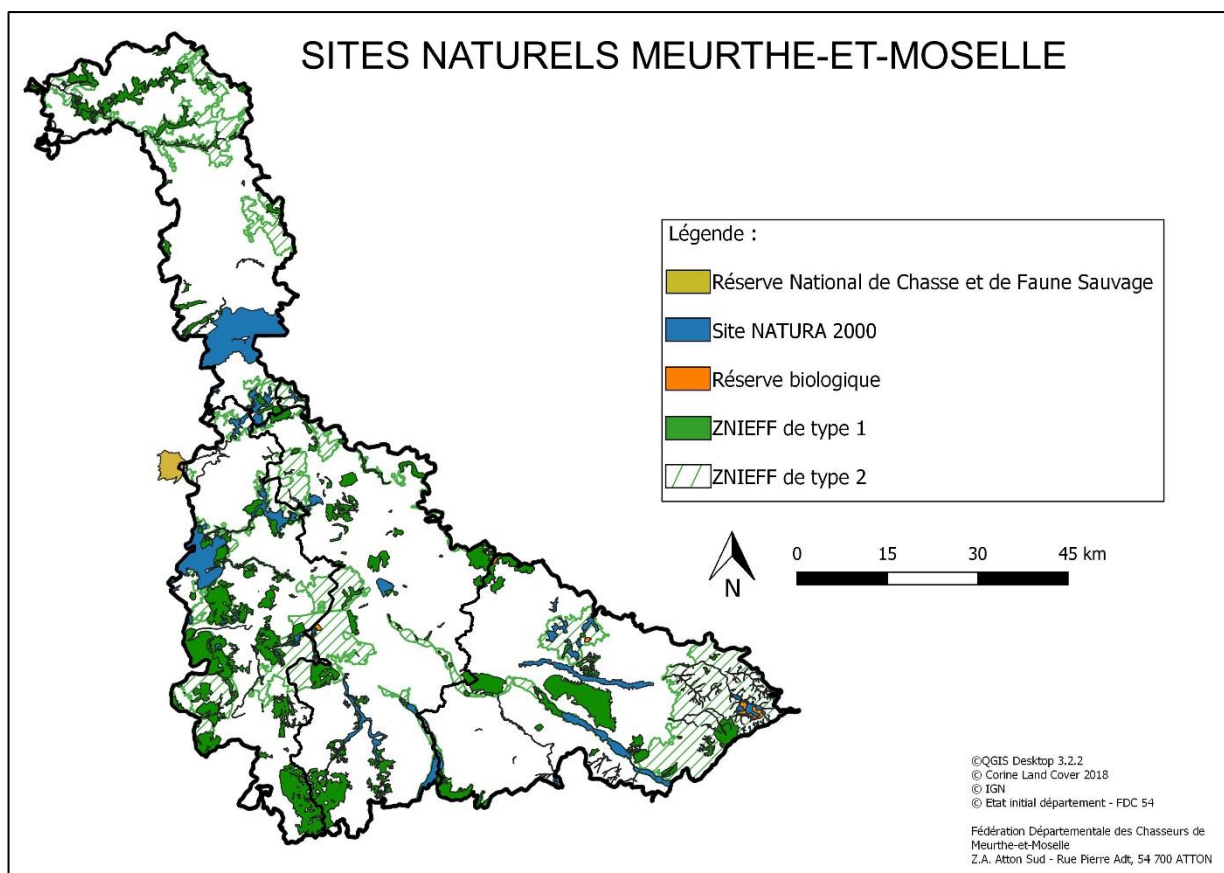 SITES NATURELS MEURTHE-ET-MOSELLE
Légende :
Réserve National de Chasse et de Faune Sauvage
Site NATURA 2000
Réserve biologique
ZNIEFF de type 1
ZNIEFF de type 2
N
0 15 30 45 km
©QGIS Desktop 3.2.2
© Corine Land Cover 2018
© IGN
© Etat initial département - FDC 54
Fédération Départementale des Chasseurs de
Meurthe-et-Moselle
Z.A. Atton Sud - Rue Pierre Adt, 54 700 ATTON